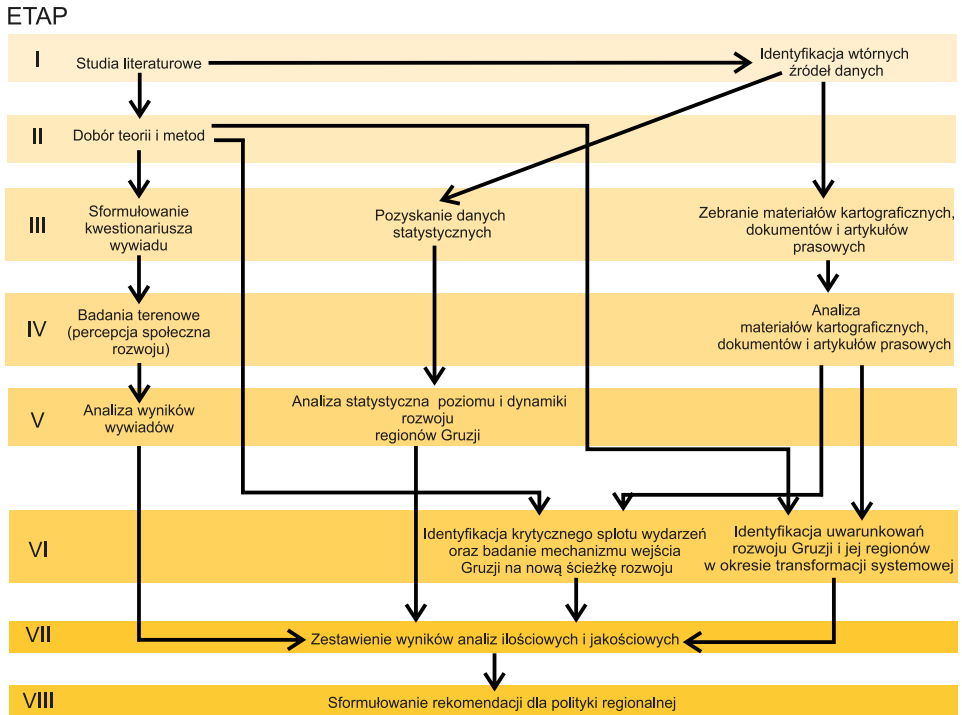 ETAP
I
Studia literaturowe
Identyfikacja wtórnych
źródeł danych
II
Dobór teorii i metod
III
Sformułowanie
kwestionariusza
wywiadu
Pozyskanie danych
statystycznych
Zebranie materiałów kartograficznych,
dokumentów i artykułów
prasowych
IV
Badania terenowe
(percepcja społeczna
rozwoju)
Analiza
materiałów kartograficznych,
dokumentów i artykułów prasowych
V
Analiza wyników
wywiadów
Analiza statystyczna poziomu i dynamiki
rozwoju
regionów Gruzji
VI
Identyfikacja krytycznego splotu wydarzeń
oraz badanie mechanizmu wejścia
Gruzji na nową ścieżkę rozwoju
Identyfikacja uwarunkowań
rozwoju Gruzji i jej regionów
w okresie transformacji systemowej
VII
Zestawienie wyników analiz ilościowych i jakościowych
VIII
Sformułowanie rekomendacji dla polityki regionalnej